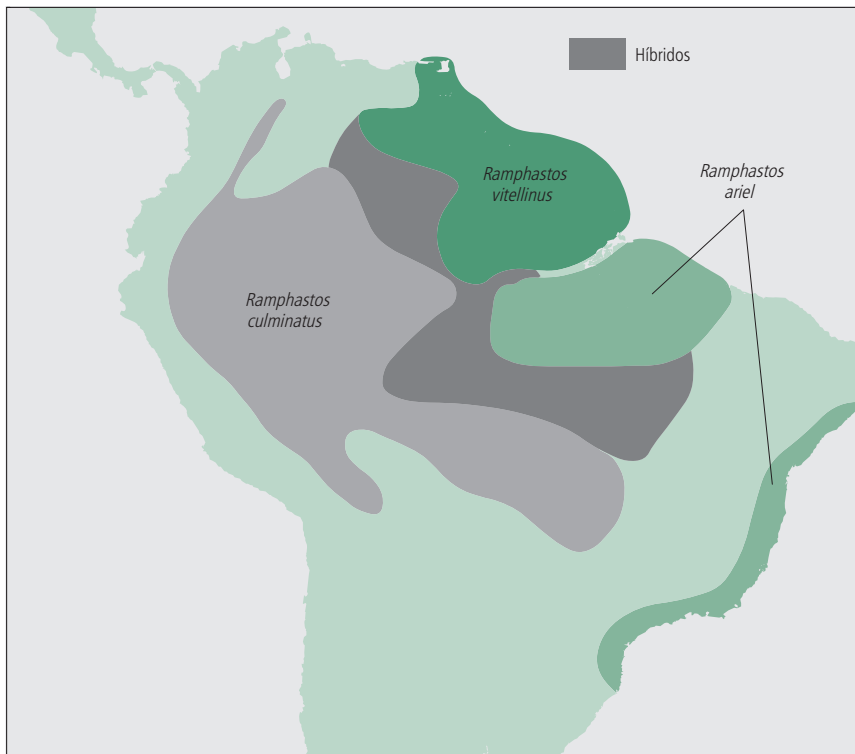 Híbridos
Ramphastos
vitellinus
Ramphastos
ariel
Ramphastos
culminatus